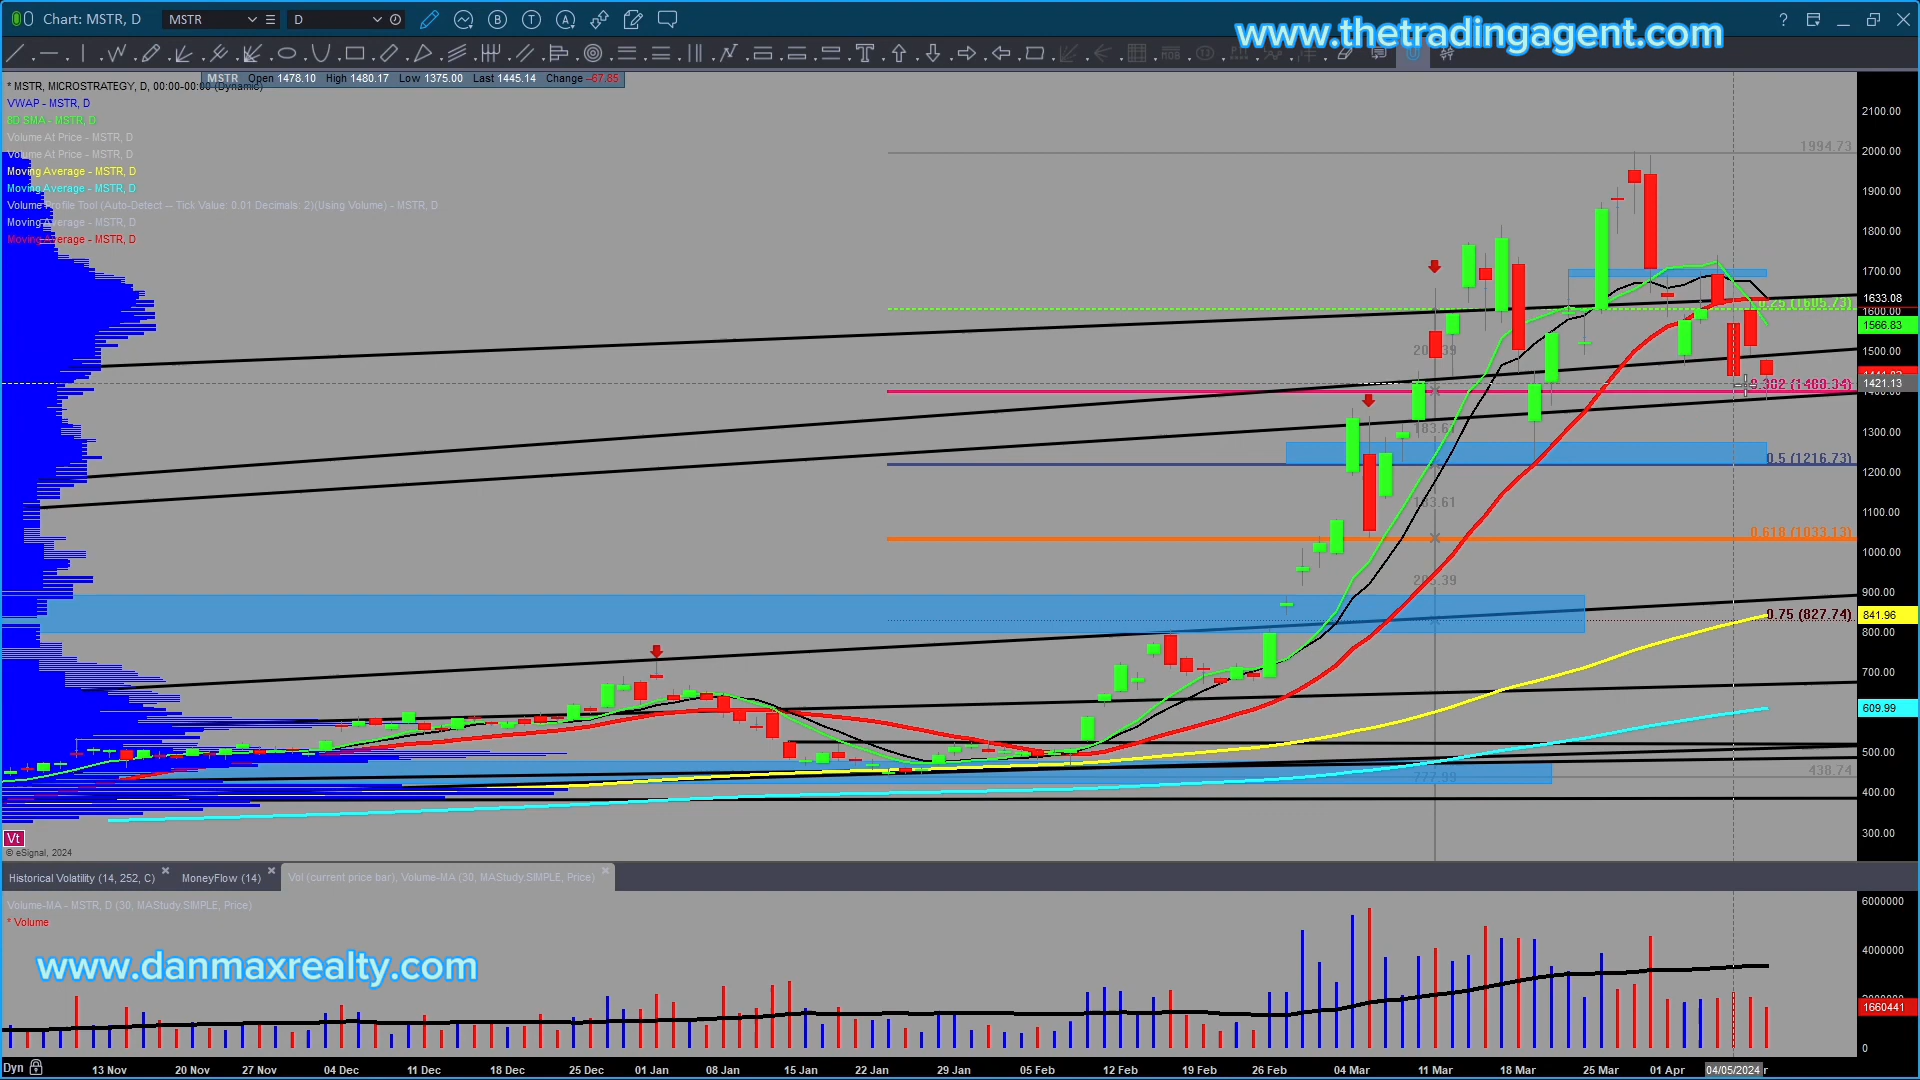 Chart: MSTR, D
MSTR
D
www.thetradingagent.com
MSTR Open 1478.10 High 1480.17 Low 1375.00 Last 1445.14 Change -67.85
* MSTR, MICROSTRATEGY, D, 00:00-00:00 (Dynamic)
VWAP - MSTR, D
Volume At Price - MSTR, D
Volume At Price - MSTR, D
Moving Average - MSTR, D
Moving Average - MSTR, D
Volume Profile Tool (Auto-Detect -- Tick Value: 0.01 Decimals: 2)(Using Volume) - MSTR, D
Moving Average - MSTR, D
Moving Average - MSTR, D
2100.00
1994.73
2000.00
1900.00
1800.00
1700.00
1633.08
0.25 (1605.73)
1600.00
1566.83
1500.00
1421.13
1300.00
0.5 (1216.73)
1200.00
1100.00
0.618 (1033.13)
1000.00
900.00
0.75 (827.74)
841.96
800.00
700.00
609.99
500.00
438.74
777.99
400.00
300.00
Vt
© eSignal, 2024
Historical Volatility (14, 252, C)
MoneyFlow (14)
Vol (current price bar), Volume-MA (30, MAStudy.SIMPLE, Price)
Volume-MA - MSTR, D (30, MAStudy.SIMPLE, Price)
* Volume
6000000
4000000
1660441
0
www.danmaxrealty.com
Dyn
13 Nov 20 Nov 27 Nov 04 Dec 11 Dec 18 Dec 25 Dec 01 Jan 08 Jan 15 Jan 22 Jan 29 Jan 05 Feb 12 Feb 19 Feb 26 Feb 04 Mar 11 Mar 18 Mar 25 Mar 01 Apr 04/05/2024